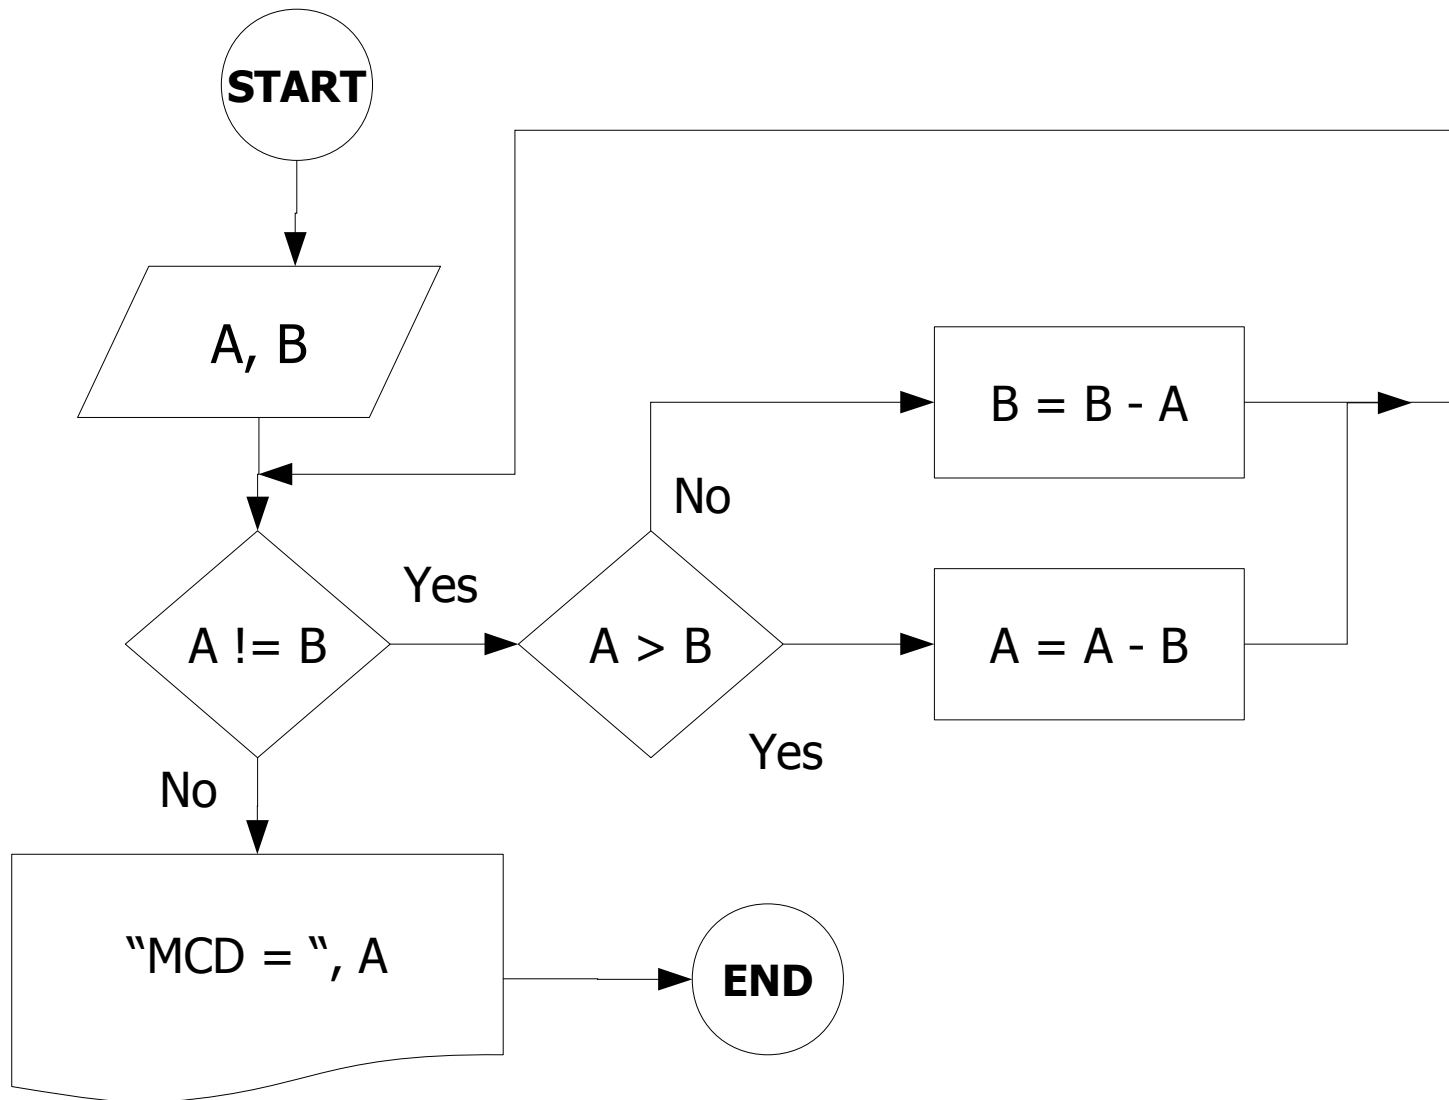 START
A, B
B = B - A
No
Yes
A != B
A > B
A = A - B
Yes
No
“MCD = “, A
END